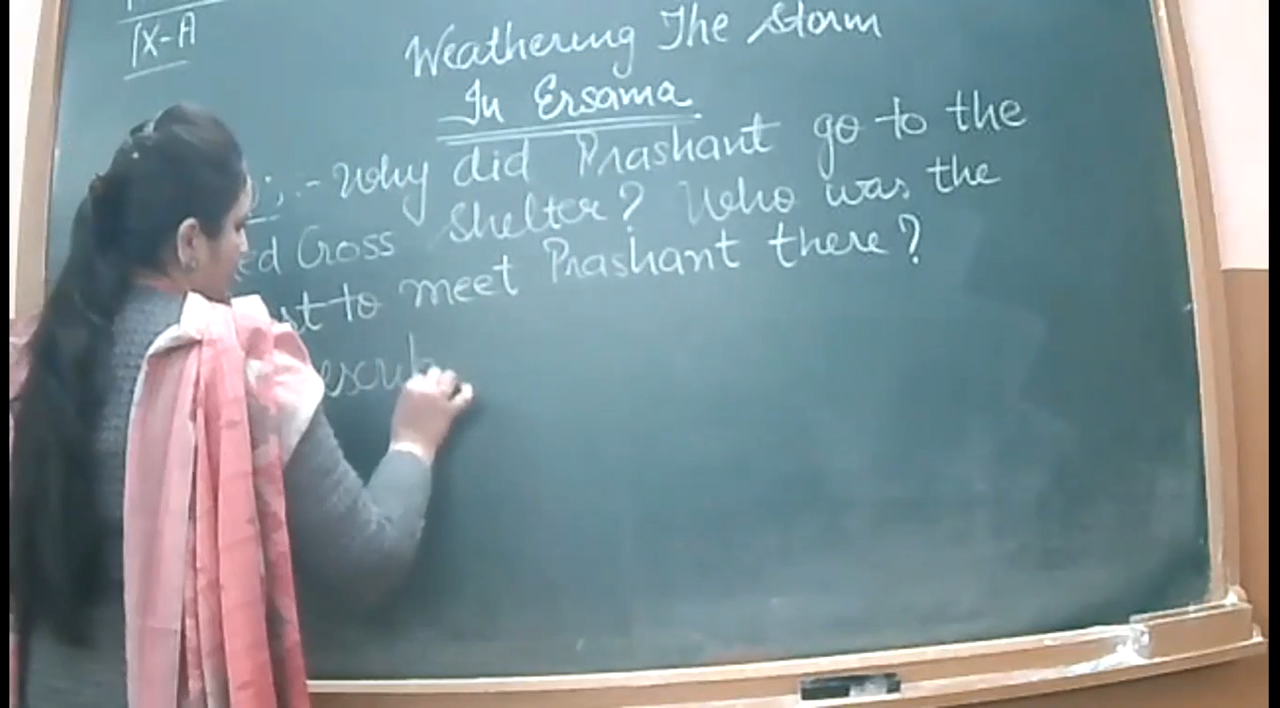 IX-A
Weathering The Storm
In Ersama
:- Why did Prashant go to the
ed Cross Shelter? Who was the
st to meet Prashant there?
escrib